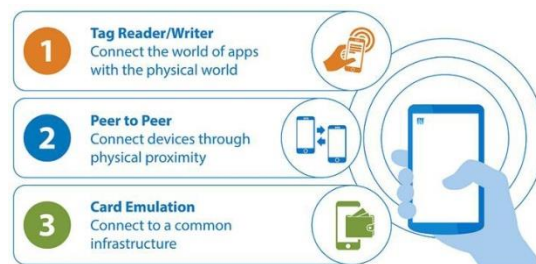 1
Tag Reader/Writer
Connect the world of apps
with the physical world
2
Peer to Peer
Connect devices through
physical proximity
3
Card Emulation
Connect to a common
infrastructure